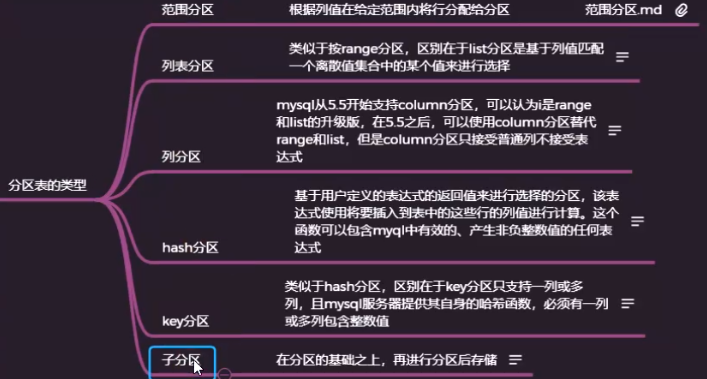 范围分区
根据列值在给定范围内将行分配给分区
范围分区.md
列表分区
类似于按range分区，区别在于list分区是基于列值匹配
一个离散值集合中的某个值来进行选择
列分区
mysql从5.5开始支持column分区，可以认为i是range
和list的升级版，在5.5之后，可以使用column分区替代
range和list，但是column分区只接受普通列不接受表
达式
分区表的类型
hash分区
基于用户定义的表达式的返回值来进行选择的分区，该表
达式使用将要插入到表中的这些行的列值进行计算。这个
函数可以包含myql中有效的、产生非负整数值的任何表
达式
key分区
类似于hash分区，区别在于key分区只支持一列或多
列，且mysql服务器提供其自身的哈希函数，必须有一列
或多列包含整数值
子分区
在分区的基础之上，再进行分区后存储